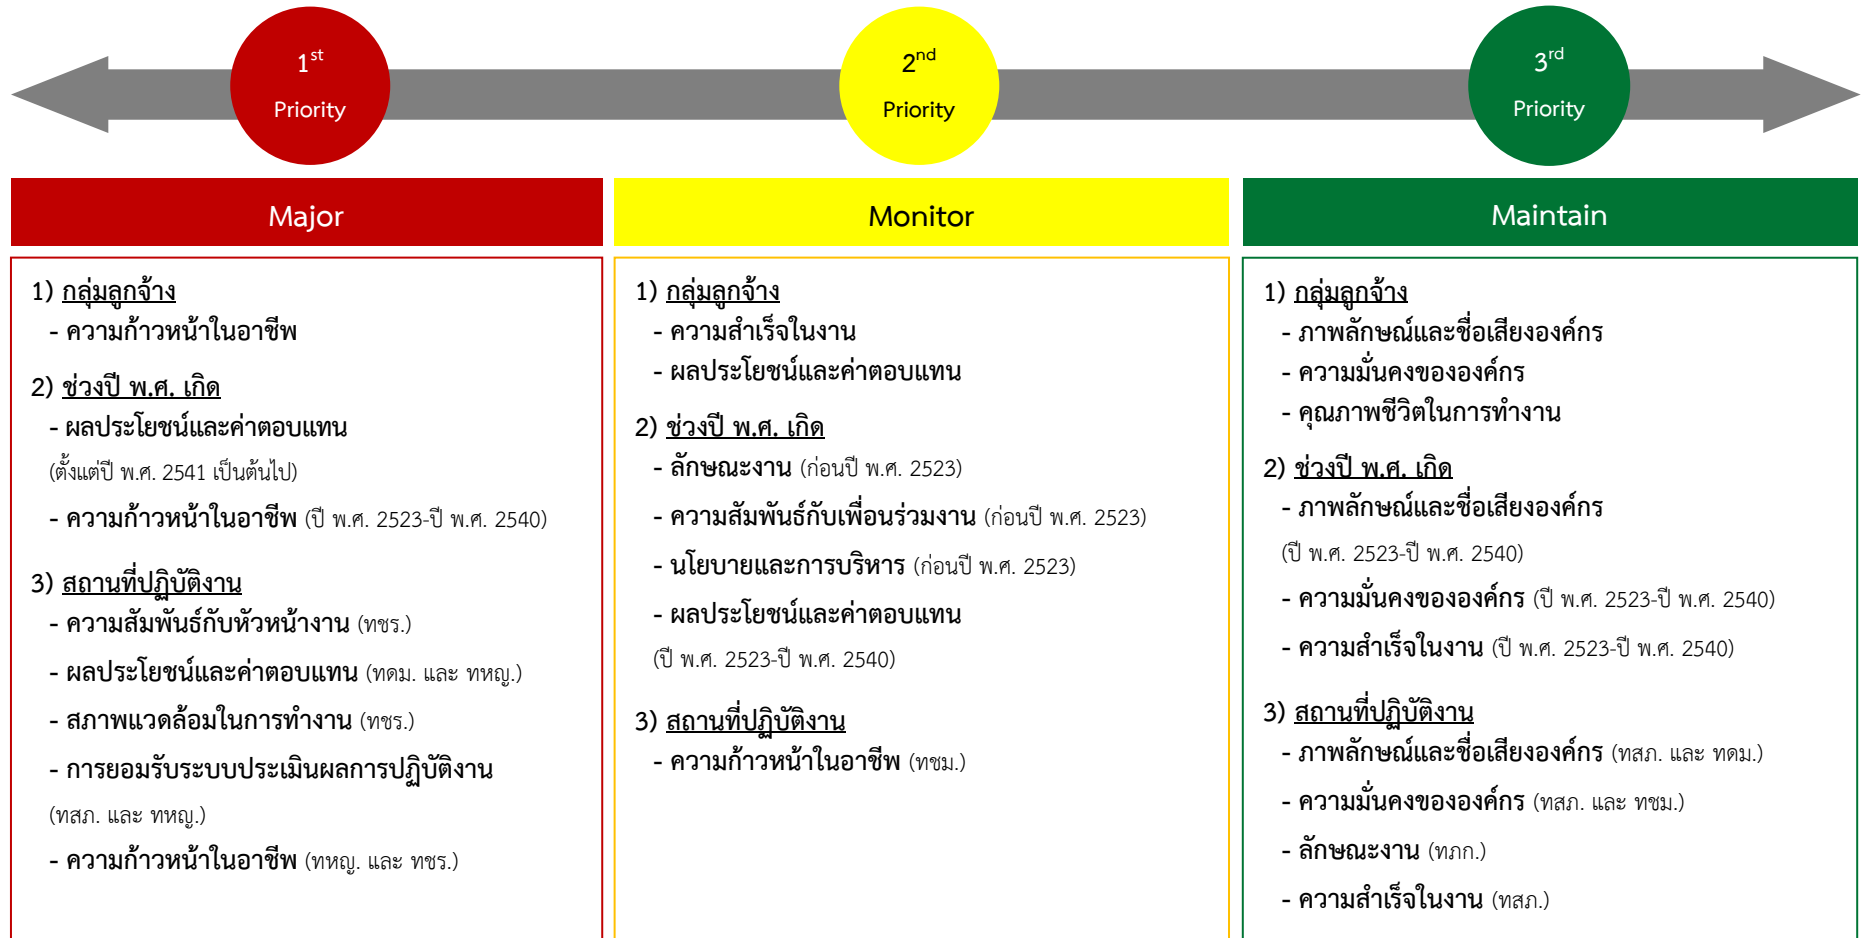 1st
Priority
2nd
Priority
3rd
Priority
Major
1) กลุ่มลูกจ้าง
- ความก้าวหน้าในอาชีพ
2) ช่วงปี พ.ศ. เกิด
- ผลประโยชน์และค่าตอบแทน
(ตั้งแต่ปี พ.ศ. 2541 เป็นต้นไป)
- ความก้าวหน้าในอาชีพ (ปี พ.ศ. 2523-ปี พ.ศ. 2540)
3) สถานที่ปฏิบัติงาน
- ความสัมพันธ์กับหัวหน้างาน (ทชร.)
- ผลประโยชน์และค่าตอบแทน (ทดม. และ ทหญ.)
- สภาพแวดล้อมในการทำงาน (ทชร.)
- การยอมรับระบบประเมินผลการปฏิบัติงาน
(ทสภ. และ ทหญ.)
- ความก้าวหน้าในอาชีพ (ทหญ. และ ทชร.)
Monitor
1) กลุ่มลูกจ้าง
- ความสำเร็จในงาน
- ผลประโยชน์และค่าตอบแทน
2) ช่วงปี พ.ศ. เกิด
- ลักษณะงาน (ก่อนปี พ.ศ. 2523)
- ความสัมพันธ์กับเพื่อนร่วมงาน (ก่อนปี พ.ศ. 2523)
- นโยบายและการบริหาร (ก่อนปี พ.ศ. 2523)
- ผลประโยชน์และค่าตอบแทน
(ปี พ.ศ. 2523-ปี พ.ศ. 2540)
3) สถานที่ปฏิบัติงาน
- ความก้าวหน้าในอาชีพ (ทชม.)
Maintain
1) กลุ่มลูกจ้าง
- ภาพลักษณ์และชื่อเสียงองค์กร
- ความมั่นคงขององค์กร
- คุณภาพชีวิตในการทำงาน
2) ช่วงปี พ.ศ. เกิด
- ภาพลักษณ์และชื่อเสียงองค์กร
(ปี พ.ศ. 2523-ปี พ.ศ. 2540)
- ความมั่นคงขององค์กร (ปี พ.ศ. 2523-ปี พ.ศ. 2540)
- ความสำเร็จในงาน (ปี พ.ศ. 2523-ปี พ.ศ. 2540)
3) สถานที่ปฏิบัติงาน
- ภาพลักษณ์และชื่อเสียงองค์กร (ทสภ. และ ทดม.)
- ความมั่นคงขององค์กร (ทสภ. และ ทชม.)
- ลักษณะงาน (ทภก.)
- ความสำเร็จในงาน (ทสภ.)